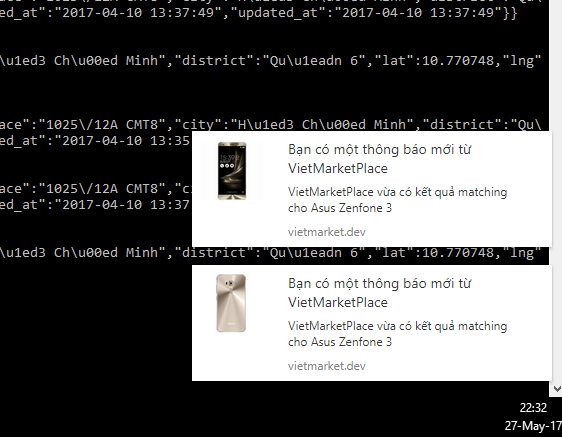 ed_at":"2017-04-10 13:37:49","updated_at":"2017-04-10 13:37:49"}}
\u1ed3 Ch\u00ed Minh","district":"Qu\u1eadn 6","lat":10.770748,"lng"
ace":"1025\/12A CMT8","city":"H\u1ed3 Ch\u00ed Minh","district":"Qu\
ed_at":"2017-04-10 13:35
Bạn có một thông báo mới từ
VietMarketPlace
VietMarketPlace vừa có kết quả matching
cho Asus Zenfone 3
vietmarket.dev
ace":"1025\/12A CMT8","c
ed_at":"2017-04-10 13:37
\u1ed3 Ch\u00ed Minh","district":"Qu\u1eadn 6","lat":10.770748,"lng"
Bạn có một thông báo mới từ
VietMarketPlace
VietMarketPlace vừa có kết quả matching
cho Asus Zenfone 3
vietmarket.dev
22:32
27-May-17